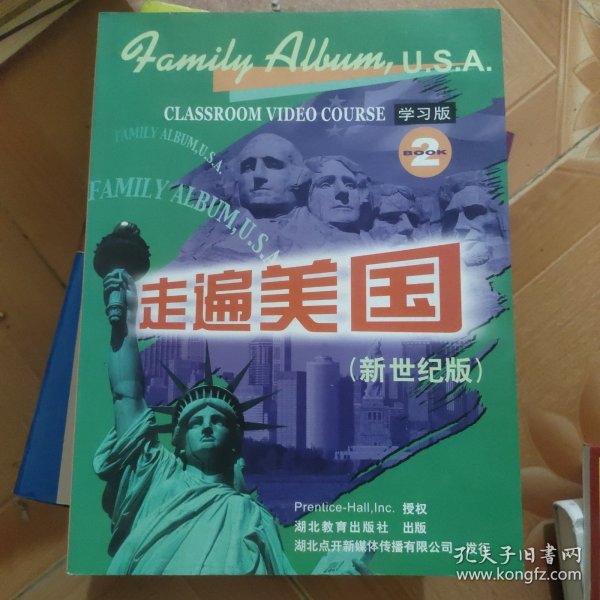 Family Album, U.S.A.
CLASSROOM VIDEO COURSE 学习版
BOOK 2
FAMILY ALBUM, U.S.A.
FAMILY ALBUM, U.S.A.
走遍美国
(新世纪版)
Prentice-Hall, Inc. 授权
湖北教育出版社 出版
湖北点开新媒体传播有限公司 发行
孔夫子旧书网
www.kongfz.com